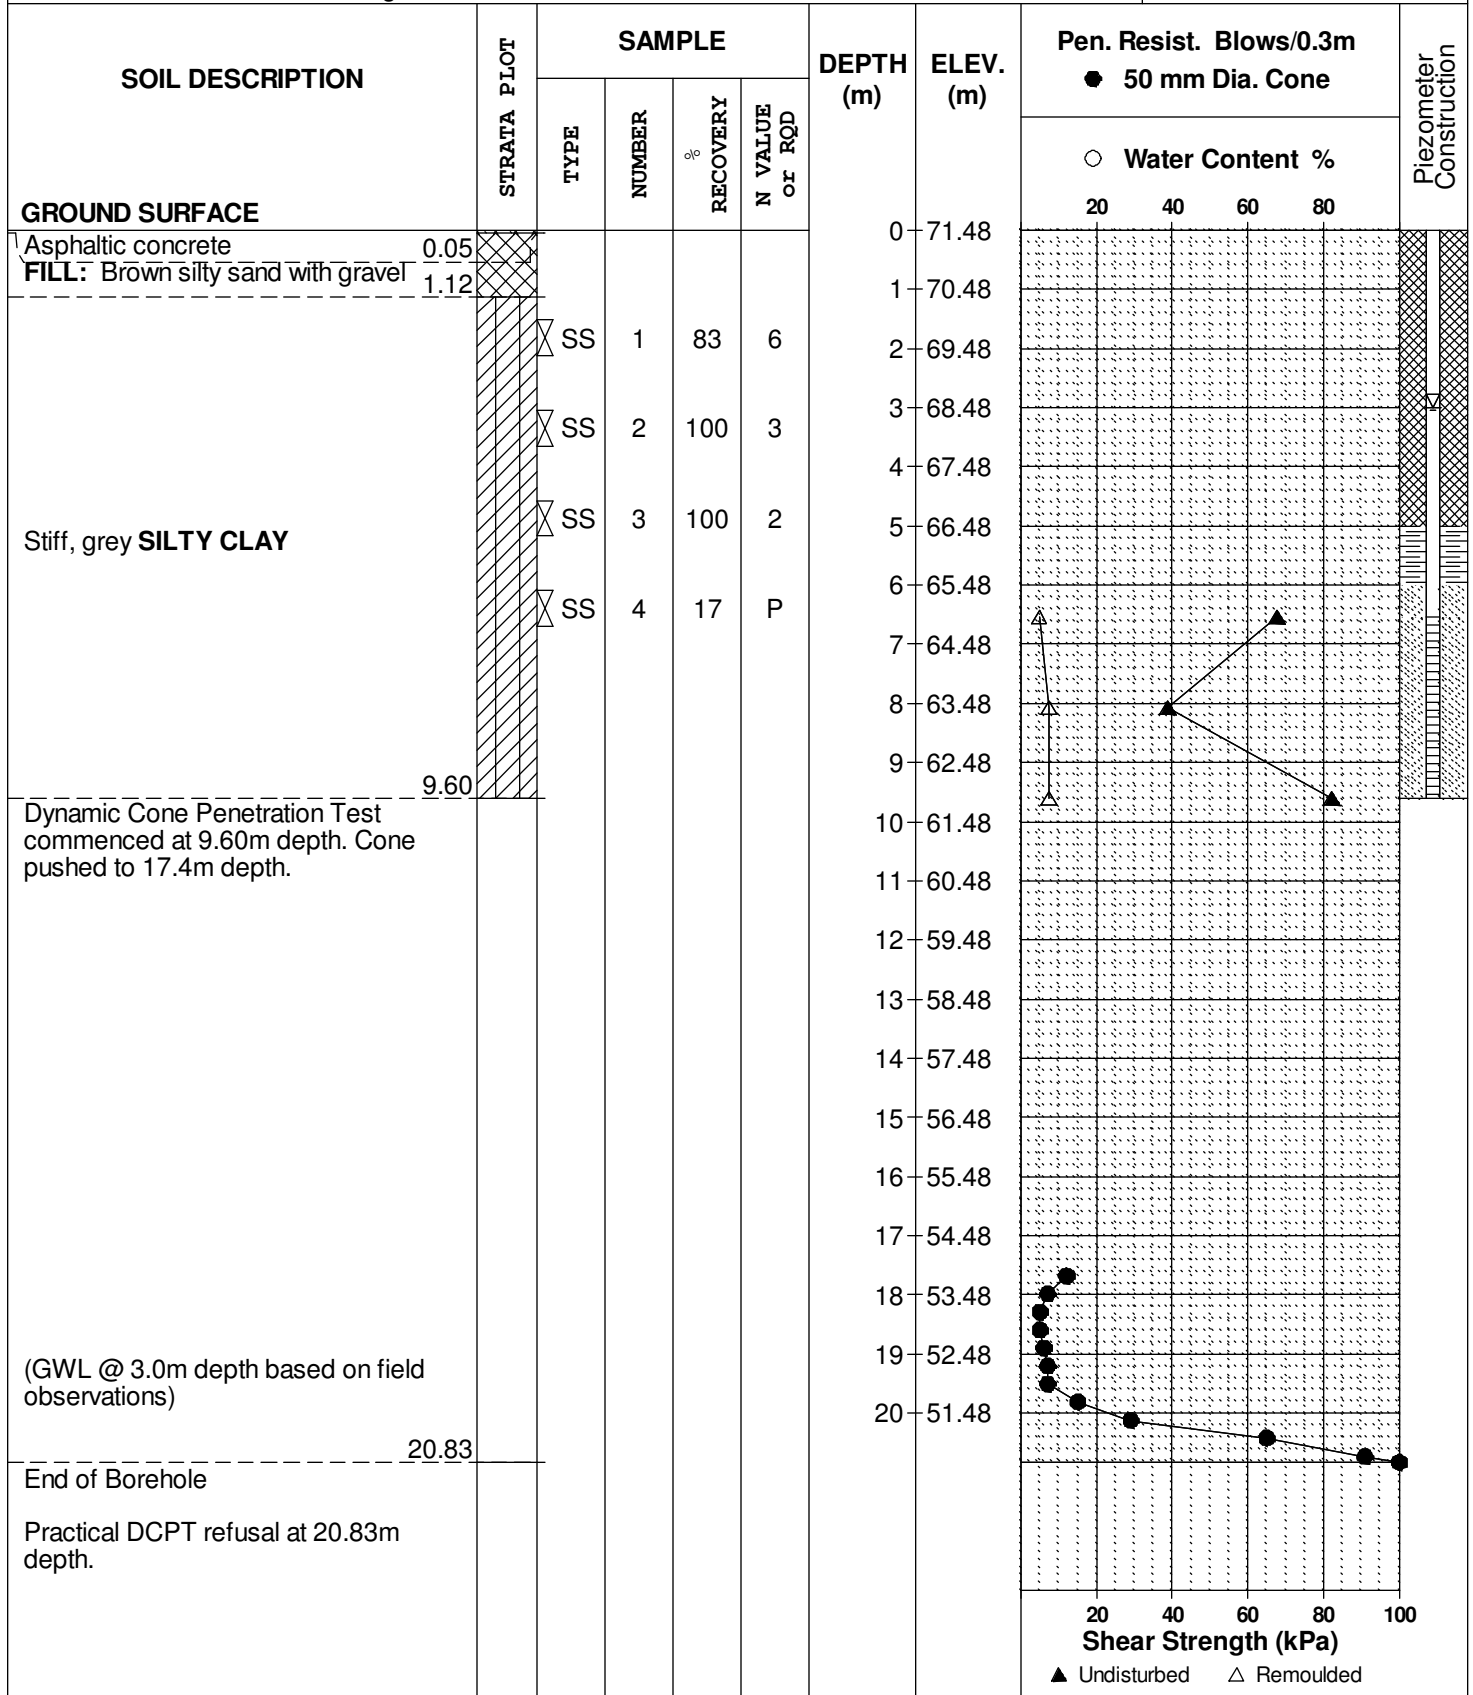 SOIL DESCRIPTION
STRATA PLOT
SAMPLE
TYPE
NUMBER
% RECOVERY
N VALUE or RQD
DEPTH (m)
ELEV. (m)
Pen. Resist. Blows/0.3m
● 50 mm Dia. Cone
○ Water Content %
20 40 60 80
Piezometer Construction
GROUND SURFACE
0 71.48
Asphaltic concrete 0.05
FILL: Brown silty sand with gravel 1.12
1 70.48
SS 1 83 6
2 69.48
3 68.48
SS 2 100 3
4 67.48
SS 3 100 2
5 66.48
Stiff, grey SILTY CLAY
6 65.48
SS 4 17 P
7 64.48
8 63.48
9 62.48
9.60
Dynamic Cone Penetration Test
commenced at 9.60m depth. Cone
pushed to 17.4m depth.
10 61.48
11 60.48
12 59.48
13 58.48
14 57.48
15 56.48
16 55.48
17 54.48
18 53.48
19 52.48
(GWL @ 3.0m depth based on field
observations)
20 51.48
20.83
End of Borehole
Practical DCPT refusal at 20.83m
depth.
20 40 60 80 100
Shear Strength (kPa)
▲ Undisturbed △ Remoulded